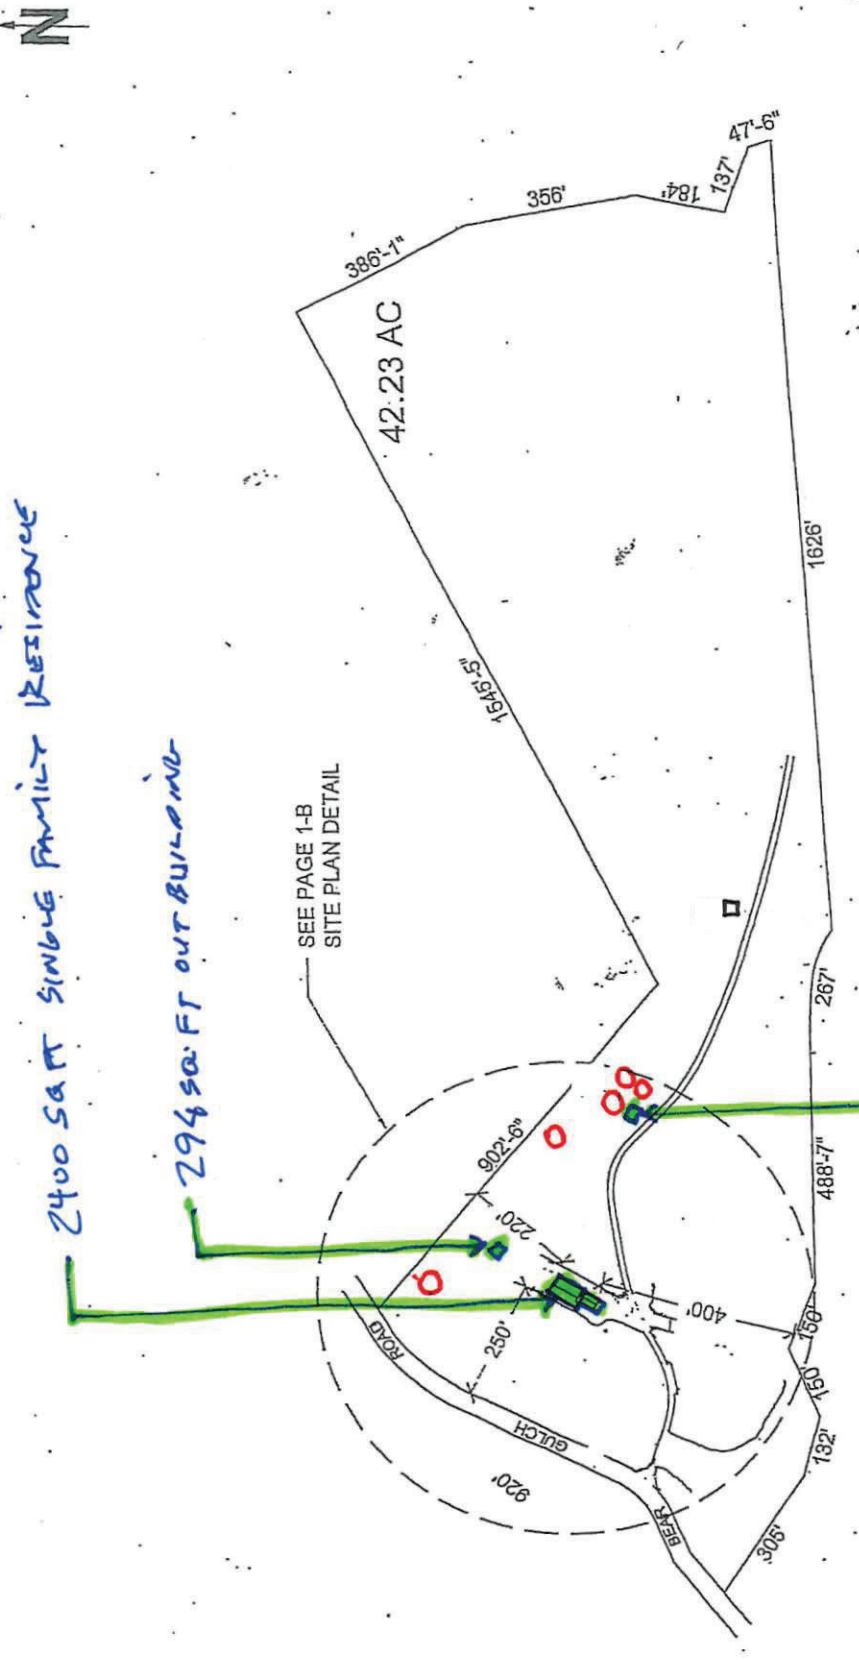 N
2400 SQ FT SINGLE FAMILY RESIDENCE
SQ. FT OUT BUILDING
SEE PAGE 1-B
SITE PLAN DETAIL
42.23 AC
386'-1"
356'
184'
137'
47'-6"
1545'-5"
1626'
902'-6"
220'
250'
400'
920'
267'
488'-7"
150'
150'
132'
305'
BEAR
GULCH
ROAD